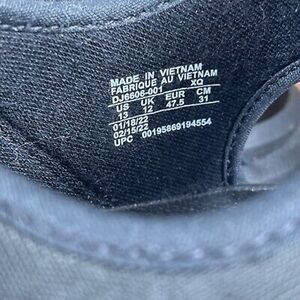 MADE IN VIETNAM
FABRIQUE AU VIETNAM
DJ6606-001 XQ
US UK EUR CM
13 12 47.5 31
01/18/22
02/15/22
UPC 00195869194554